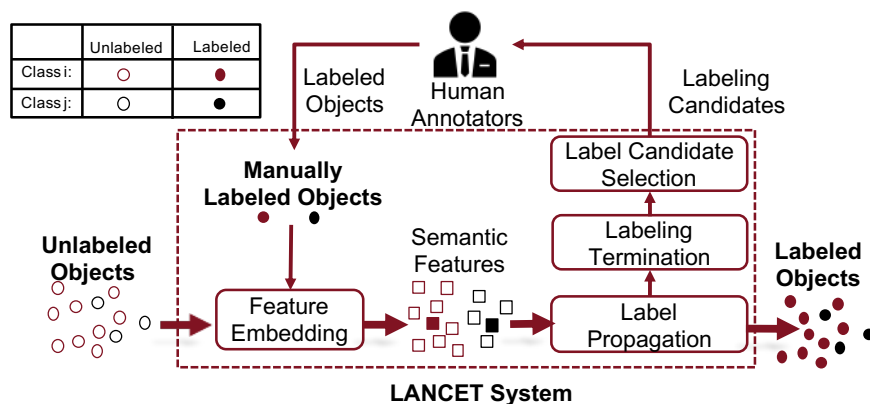 Unlabeled Labeled
Class i:
Class j:
Labeled
Objects
Human
Annotators
Labeling
Candidates
Manually
Labeled Objects
Label Candidate
Selection
Labeling
Termination
Unlabeled
Objects
Semantic
Features
Labeled
Objects
Feature
Embedding
Label
Propagation
LANCET System